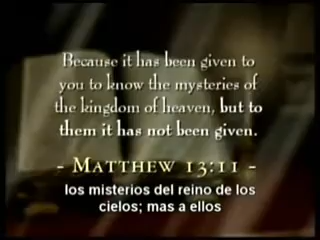 Because it has been given to
you to know the mysteries of
the kingdom of heaven, but to
them it has not been given.
- MATTHEW 13:11 -
los misterios del reino de los
cielos; mas a ellos